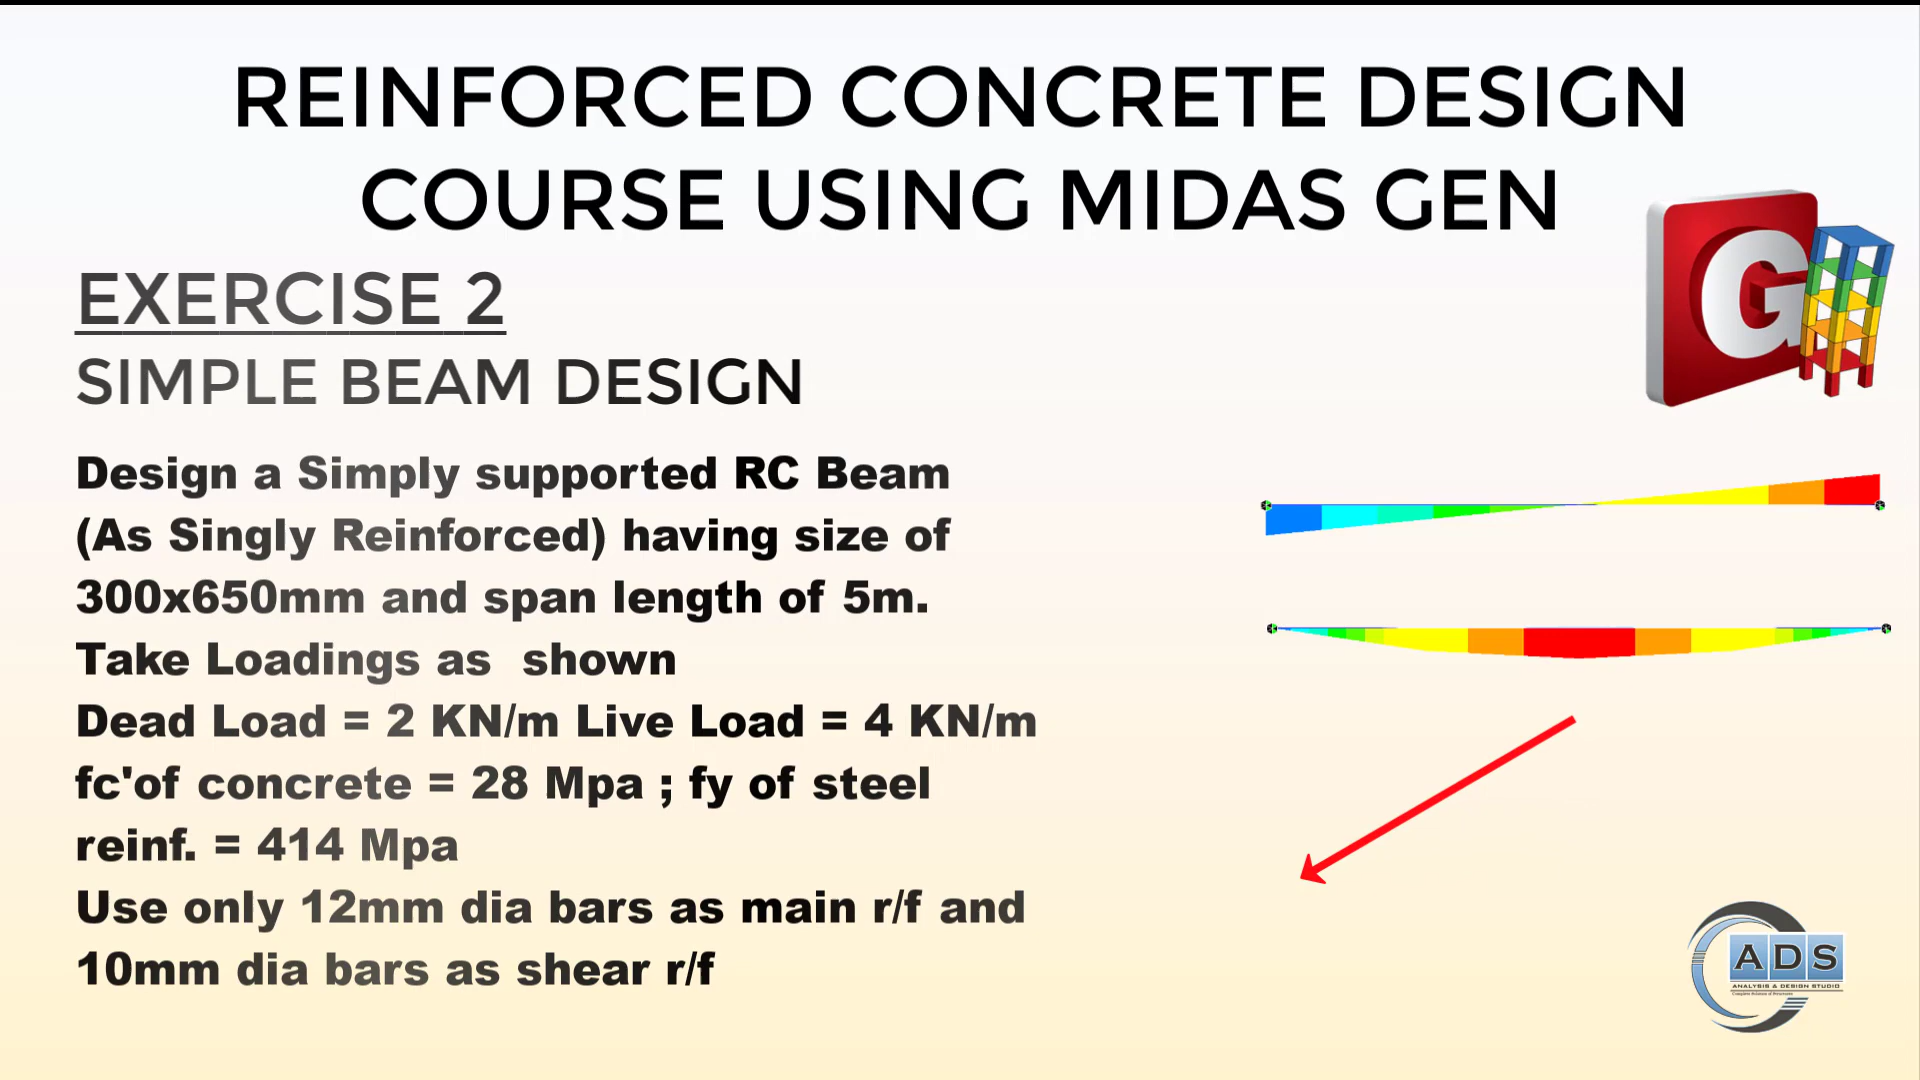 REINFORCED CONCRETE DESIGN
COURSE USING MIDAS GEN
EXERCISE 2
SIMPLE BEAM DESIGN
Design a Simply supported RC Beam
(As Singly Reinforced) having size of
300x650mm and span length of 5m.
Take Loadings as shown
Dead Load = 2 KN/m Live Load = 4 KN/m
fc'of concrete = 28 Mpa ; fy of steel
reinf. = 414 Mpa
Use only 12mm dia bars as main r/f and
10mm dia bars as shear r/f
G
ADS
ANALYSIS & DESIGN STUDIO